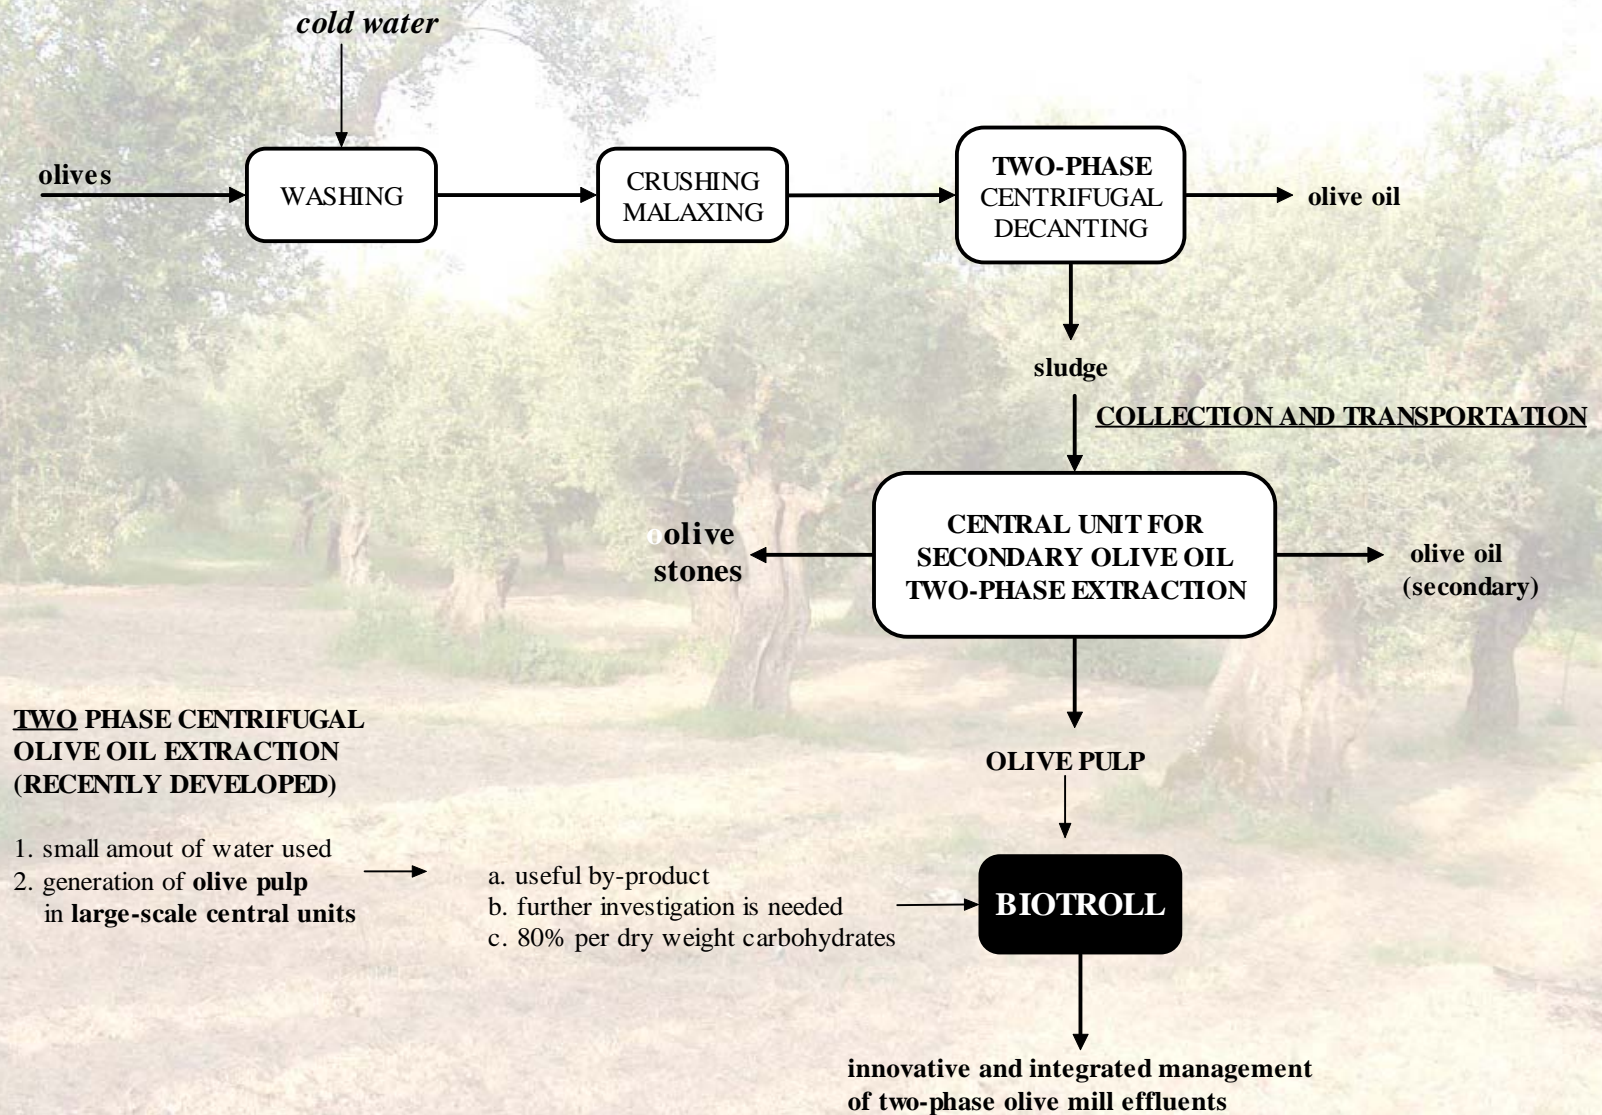 cold water
olives
WASHING
CRUSHING
MALAXING
TWO-PHASE
CENTRIFUGAL
DECANTING
olive oil
sludge
COLLECTION AND TRANSPORTATION
oolive
stones
CENTRAL UNIT FOR
SECONDARY OLIVE OIL
TWO-PHASE EXTRACTION
olive oil
(secondary)
OLIVE PULP
TWO PHASE CENTRIFUGAL
OLIVE OIL EXTRACTION
(RECENTLY DEVELOPED)
1. small amout of water used
2. generation of olive pulp
in large-scale central units
a. useful by-product
b. further investigation is needed
c. 80% per dry weight carbohydrates
BIOTROLL
innovative and integrated management
of two-phase olive mill effluents